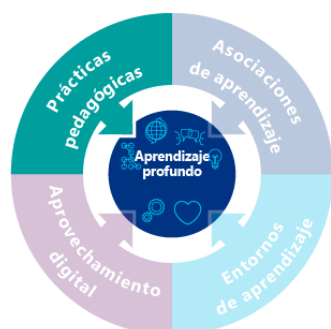 Prácticas
pedagógicas
Asociaciones
de aprendizaje
Aprendizaje
profundo
Aprovechamiento
digital
Entornos
de aprendizaje